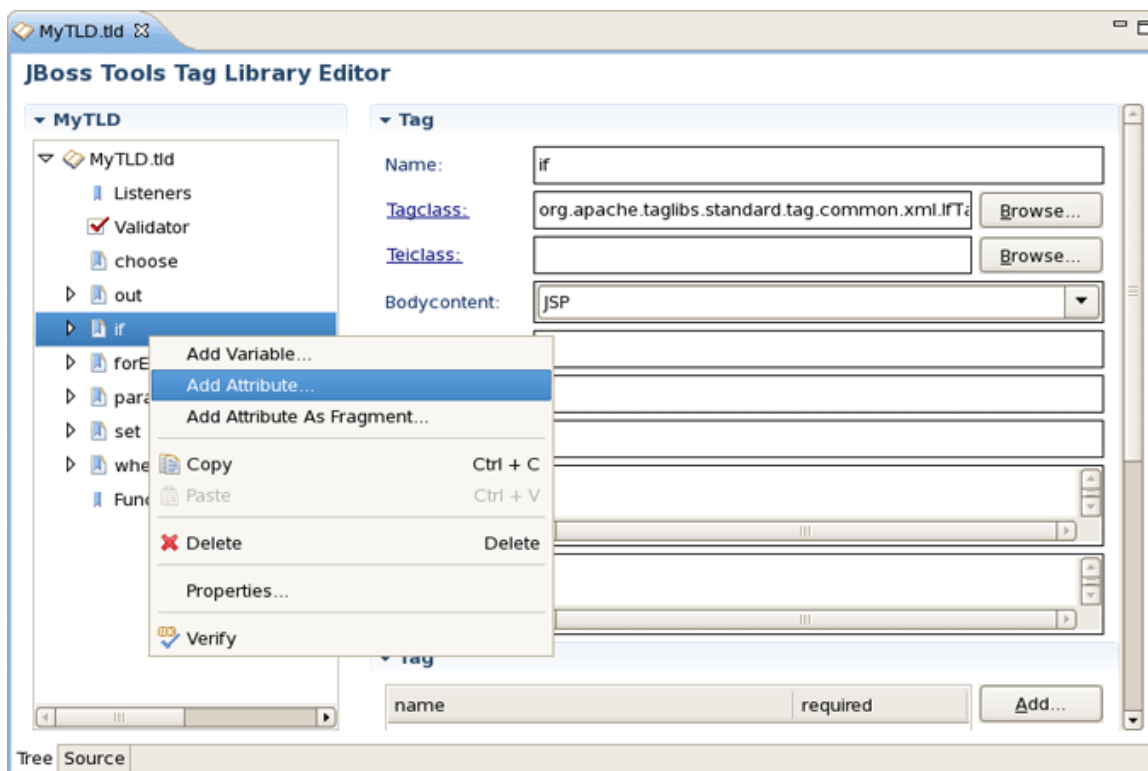 MyTLD.tld
JBoss Tools Tag Library Editor
MyTLD
MyTLD.tld
Listeners
Validator
choose
out
if
set
Tag
Name: if
Tagclass: org.apache.taglibs.standard.tag.common.xml.IfTa Browse...
Teiclass: Browse...
Bodycontent: JSP
Add Variable...
Add Attribute...
Add Attribute As Fragment...
Copy Ctrl + C
Paste Ctrl + V
Delete Delete
Properties...
Verify
Tag
name required Add...
Tree Source